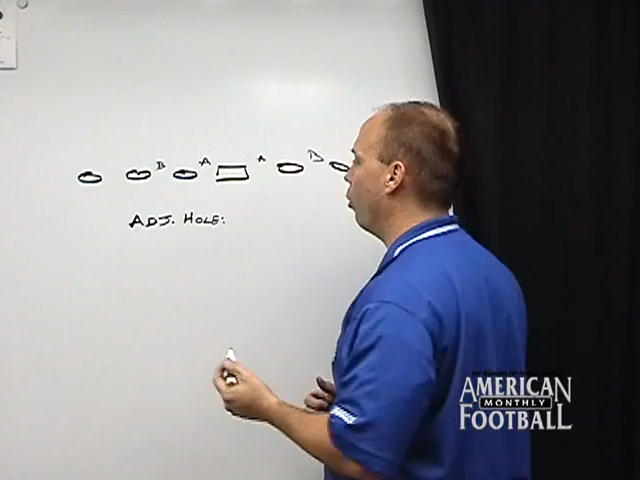 B A A B
ADJ. HOLE:
AMERICAN
MONTHLY
FOOTBALL